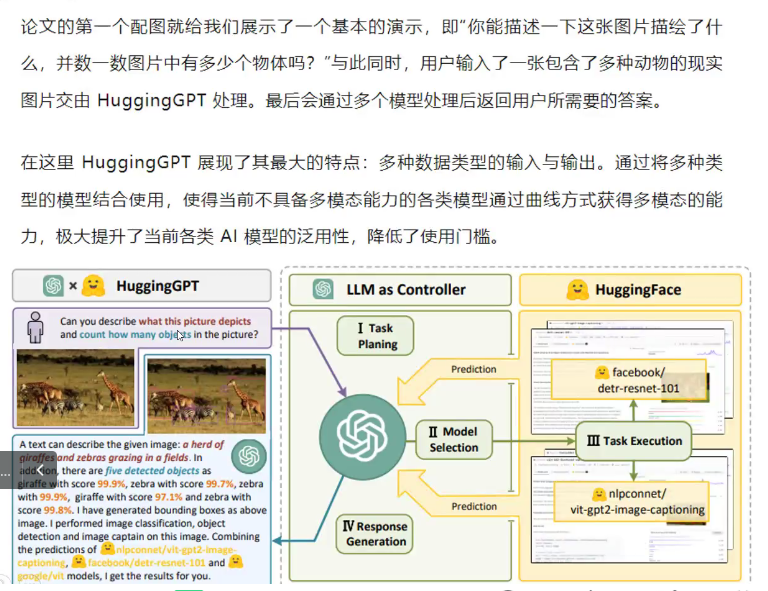 论文的第一个配图就给我们展示了一个基本的演示，即“你能描述一下这张图片描绘了什
么，并数一数图片中有多少个物体吗？”与此同时，用户输入了一张包含了多种动物的现实
图片交由 HuggingGPT 处理。最后会通过多个模型处理后返回用户所需要的答案。
在这里 HuggingGPT 展现了其最大的特点：多种数据类型的输入与输出。通过将多种类
型的模型结合使用，使得当前不具备多模态能力的各类模型通过曲线方式获得多模态的能
力，极大提升了当前各类 AI 模型的泛用性，降低了使用门槛。
× HuggingGPT
Can you describe what this picture depicts
and count how many objects in the picture?
A text can describe the given image: a herd of
giraffes and zebras grazing in a fields. In
addition, there are five detected objects as
giraffe with score 99.9%, zebra with score 99.7%, zebra
with 99.9%, giraffe with score 97.1% and zebra with
score 99.8%. I have generated bounding boxes as above
image. I performed image classification, object
detection and image captain on this image. Combining
the predictions of nlpconnet/vit-gpt2-image-
captioning, facebook/detr-resnet-101 and
google/vit models, I get the results for you.
LLM as Controller
I Task
Planing
II Model
Selection
IV Response
Generation
Prediction
Prediction
HuggingFace
facebook/
detr-resnet-101
III Task Execution
nlpconnet/
vit-gpt2-image-captioning